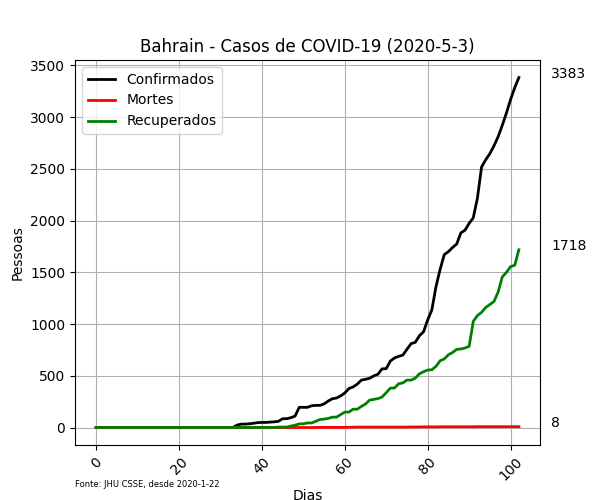 Bahrain - Casos de COVID-19 (2020-5-3)
Confirmados
Mortes
Recuperados
3500
3000
2500
2000
1500
1000
500
0
Pessoas
3383
1718
8
0
20
40
60
80
100
Fonte: JHU CSSE, desde 2020-1-22
Dias